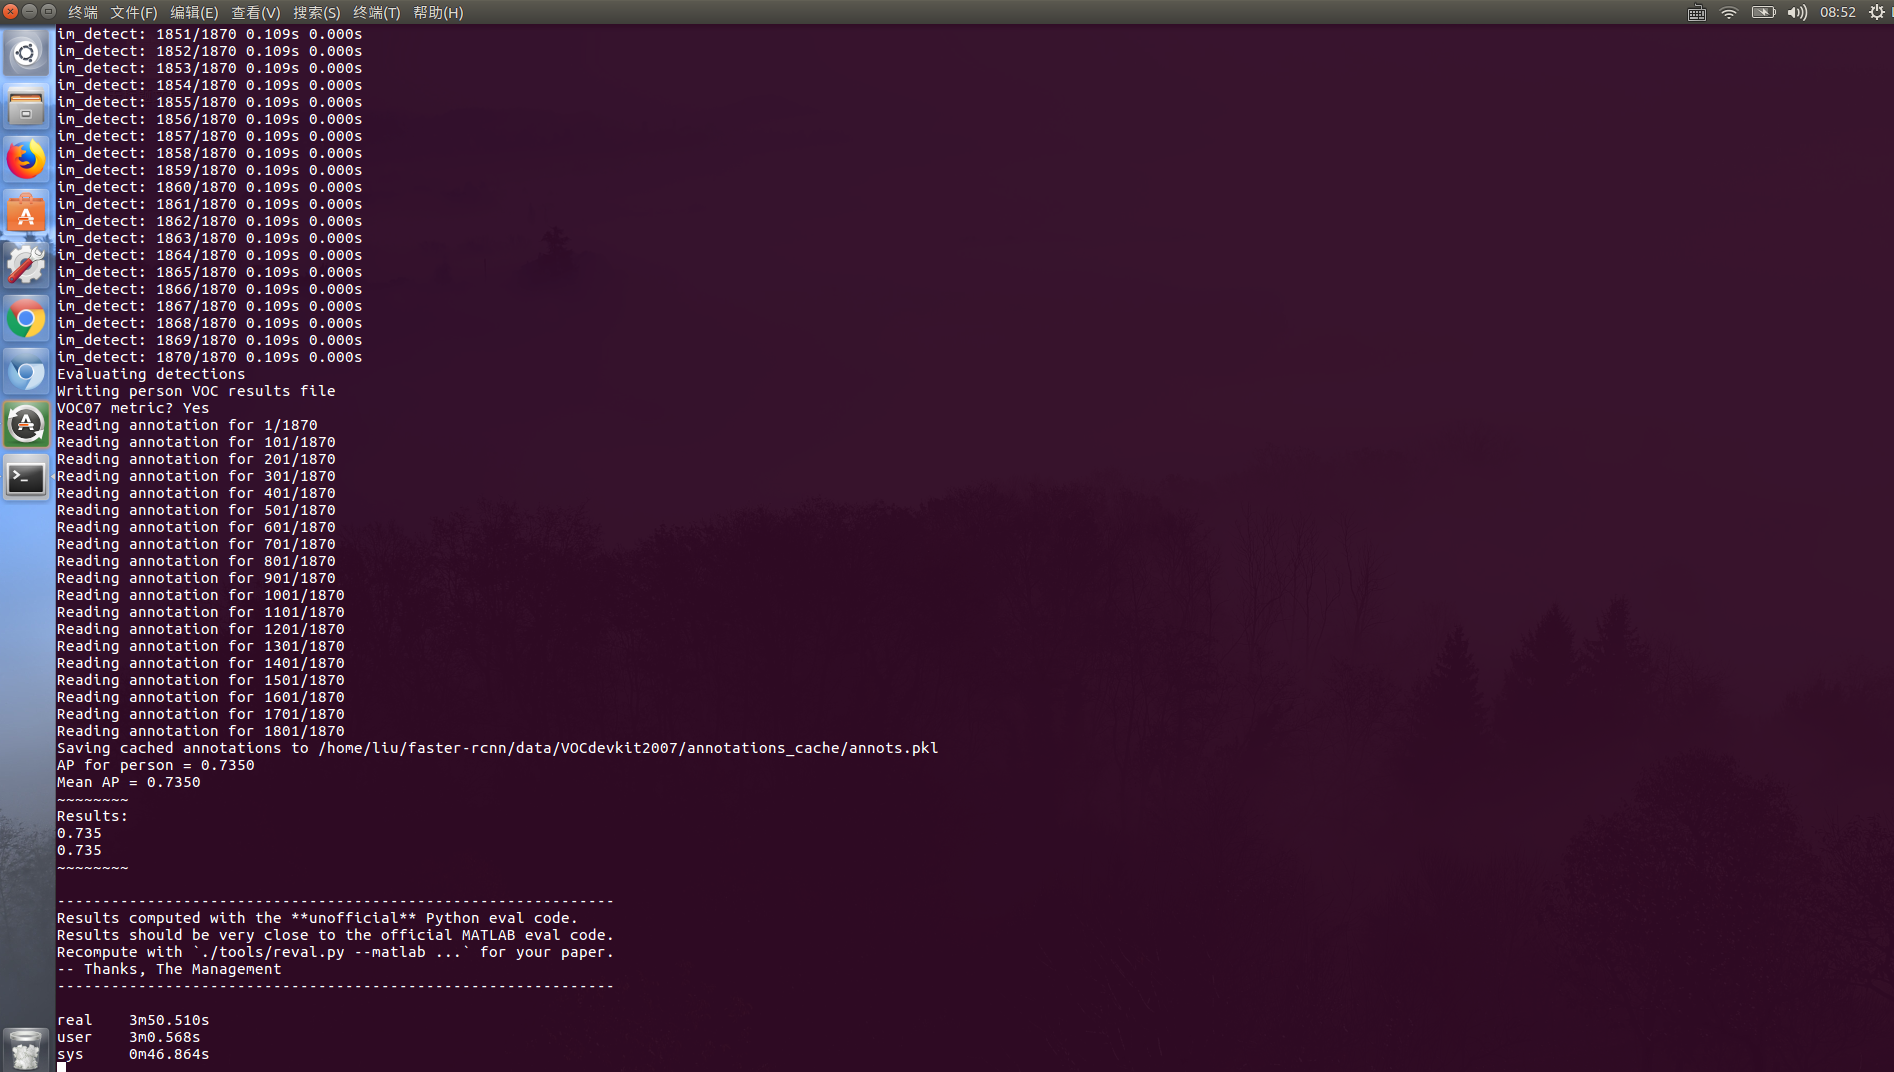 终端 文件(F) 编辑(E) 查看(V) 搜索(S) 终端(T) 帮助(H) 08:52
im_detect: 1851/1870 0.109s 0.000s
im_detect: 1852/1870 0.109s 0.000s
im_detect: 1853/1870 0.109s 0.000s
im_detect: 1854/1870 0.109s 0.000s
im_detect: 1855/1870 0.109s 0.000s
im_detect: 1856/1870 0.109s 0.000s
im_detect: 1857/1870 0.109s 0.000s
im_detect: 1858/1870 0.109s 0.000s
im_detect: 1859/1870 0.109s 0.000s
im_detect: 1860/1870 0.109s 0.000s
im_detect: 1861/1870 0.109s 0.000s
im_detect: 1862/1870 0.109s 0.000s
im_detect: 1863/1870 0.109s 0.000s
im_detect: 1864/1870 0.109s 0.000s
im_detect: 1865/1870 0.109s 0.000s
im_detect: 1866/1870 0.109s 0.000s
im_detect: 1867/1870 0.109s 0.000s
im_detect: 1868/1870 0.109s 0.000s
im_detect: 1869/1870 0.109s 0.000s
im_detect: 1870/1870 0.109s 0.000s
Evaluating detections
Writing person VOC results file
VOC07 metric? Yes
Reading annotation for 1/1870
Reading annotation for 101/1870
Reading annotation for 201/1870
Reading annotation for 301/1870
Reading annotation for 401/1870
Reading annotation for 501/1870
Reading annotation for 601/1870
Reading annotation for 701/1870
Reading annotation for 801/1870
Reading annotation for 901/1870
Reading annotation for 1001/1870
Reading annotation for 1101/1870
Reading annotation for 1201/1870
Reading annotation for 1301/1870
Reading annotation for 1401/1870
Reading annotation for 1501/1870
Reading annotation for 1601/1870
Reading annotation for 1701/1870
Reading annotation for 1801/1870
Saving cached annotations to /home/liu/faster-rcnn/data/VOCdevkit2007/annotations_cache/annots.pkl
AP for person = 0.7350
Mean AP = 0.7350
~~~~~~~~
Results:
0.735
0.735
~~~~~~~~
--------------------------------------------------------------
Results computed with the **unofficial** Python eval code.
Results should be very close to the official MATLAB eval code.
Recompute with `./tools/reval.py --matlab ...` for your paper.
-- Thanks, The Management
--------------------------------------------------------------
real 3m50.510s
user 3m0.568s
sys 0m46.864s